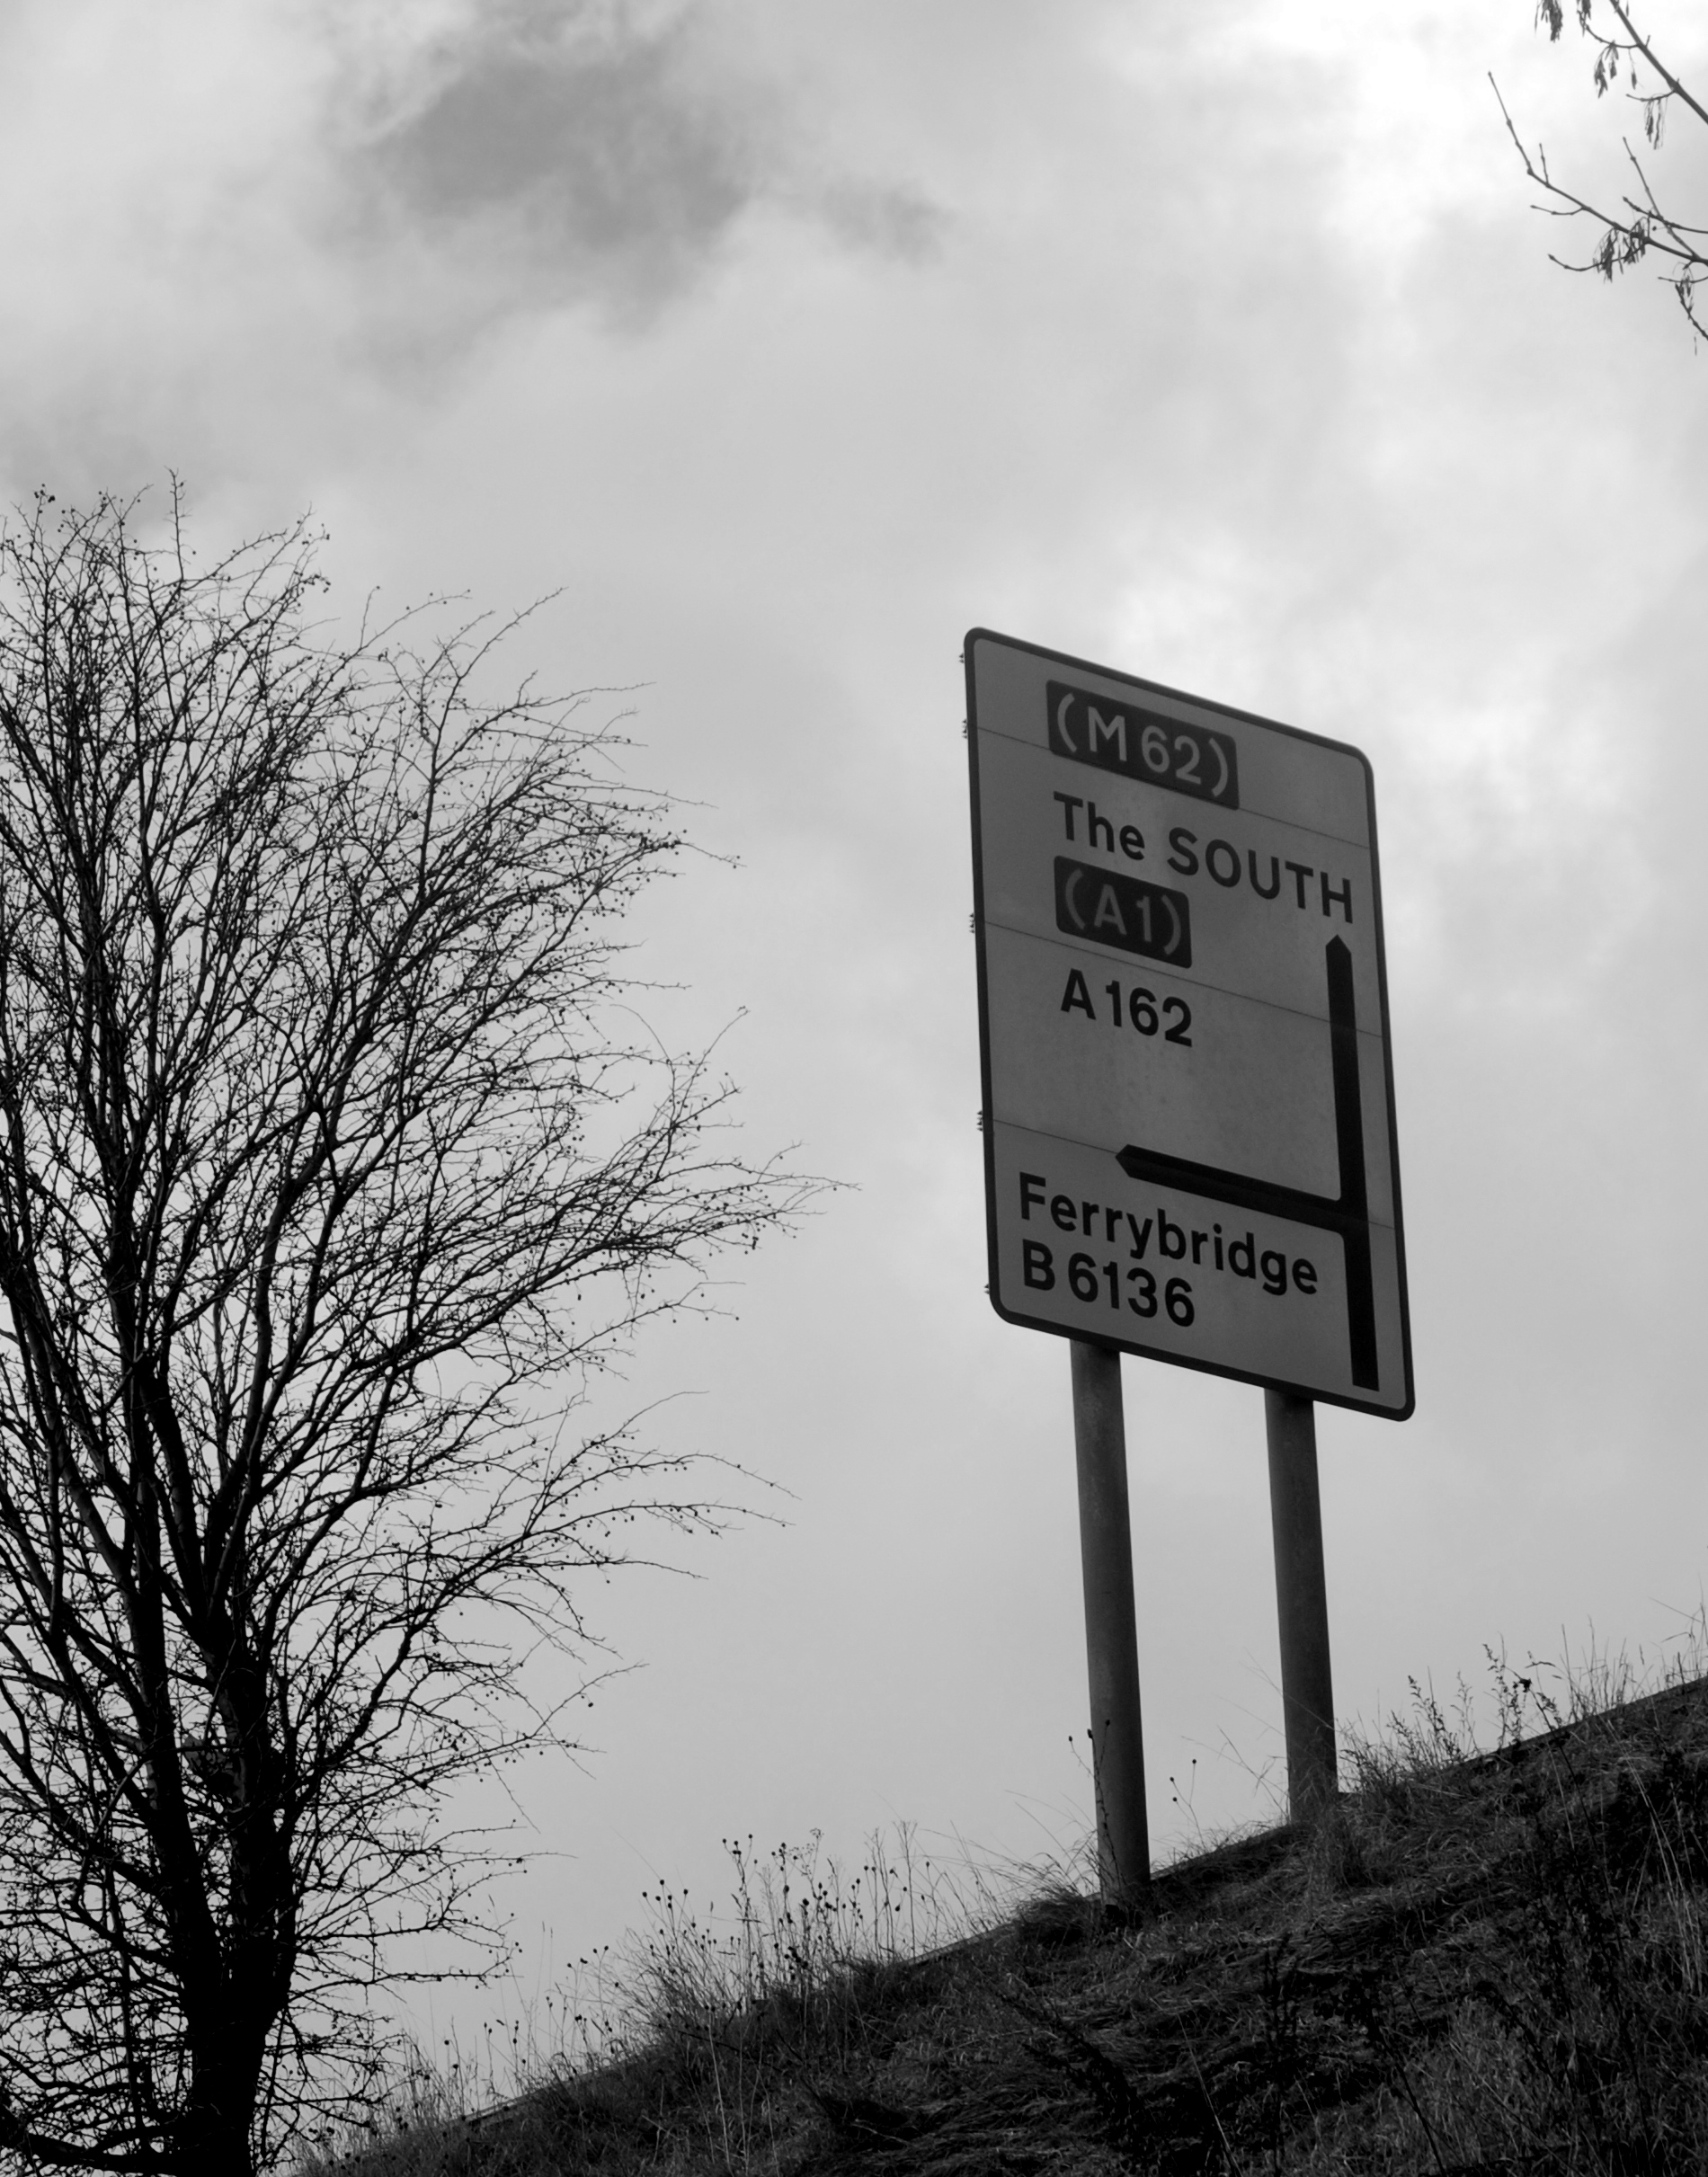 (M62)
The SOUTH
(A1)
A162
Ferrybridge
B6136